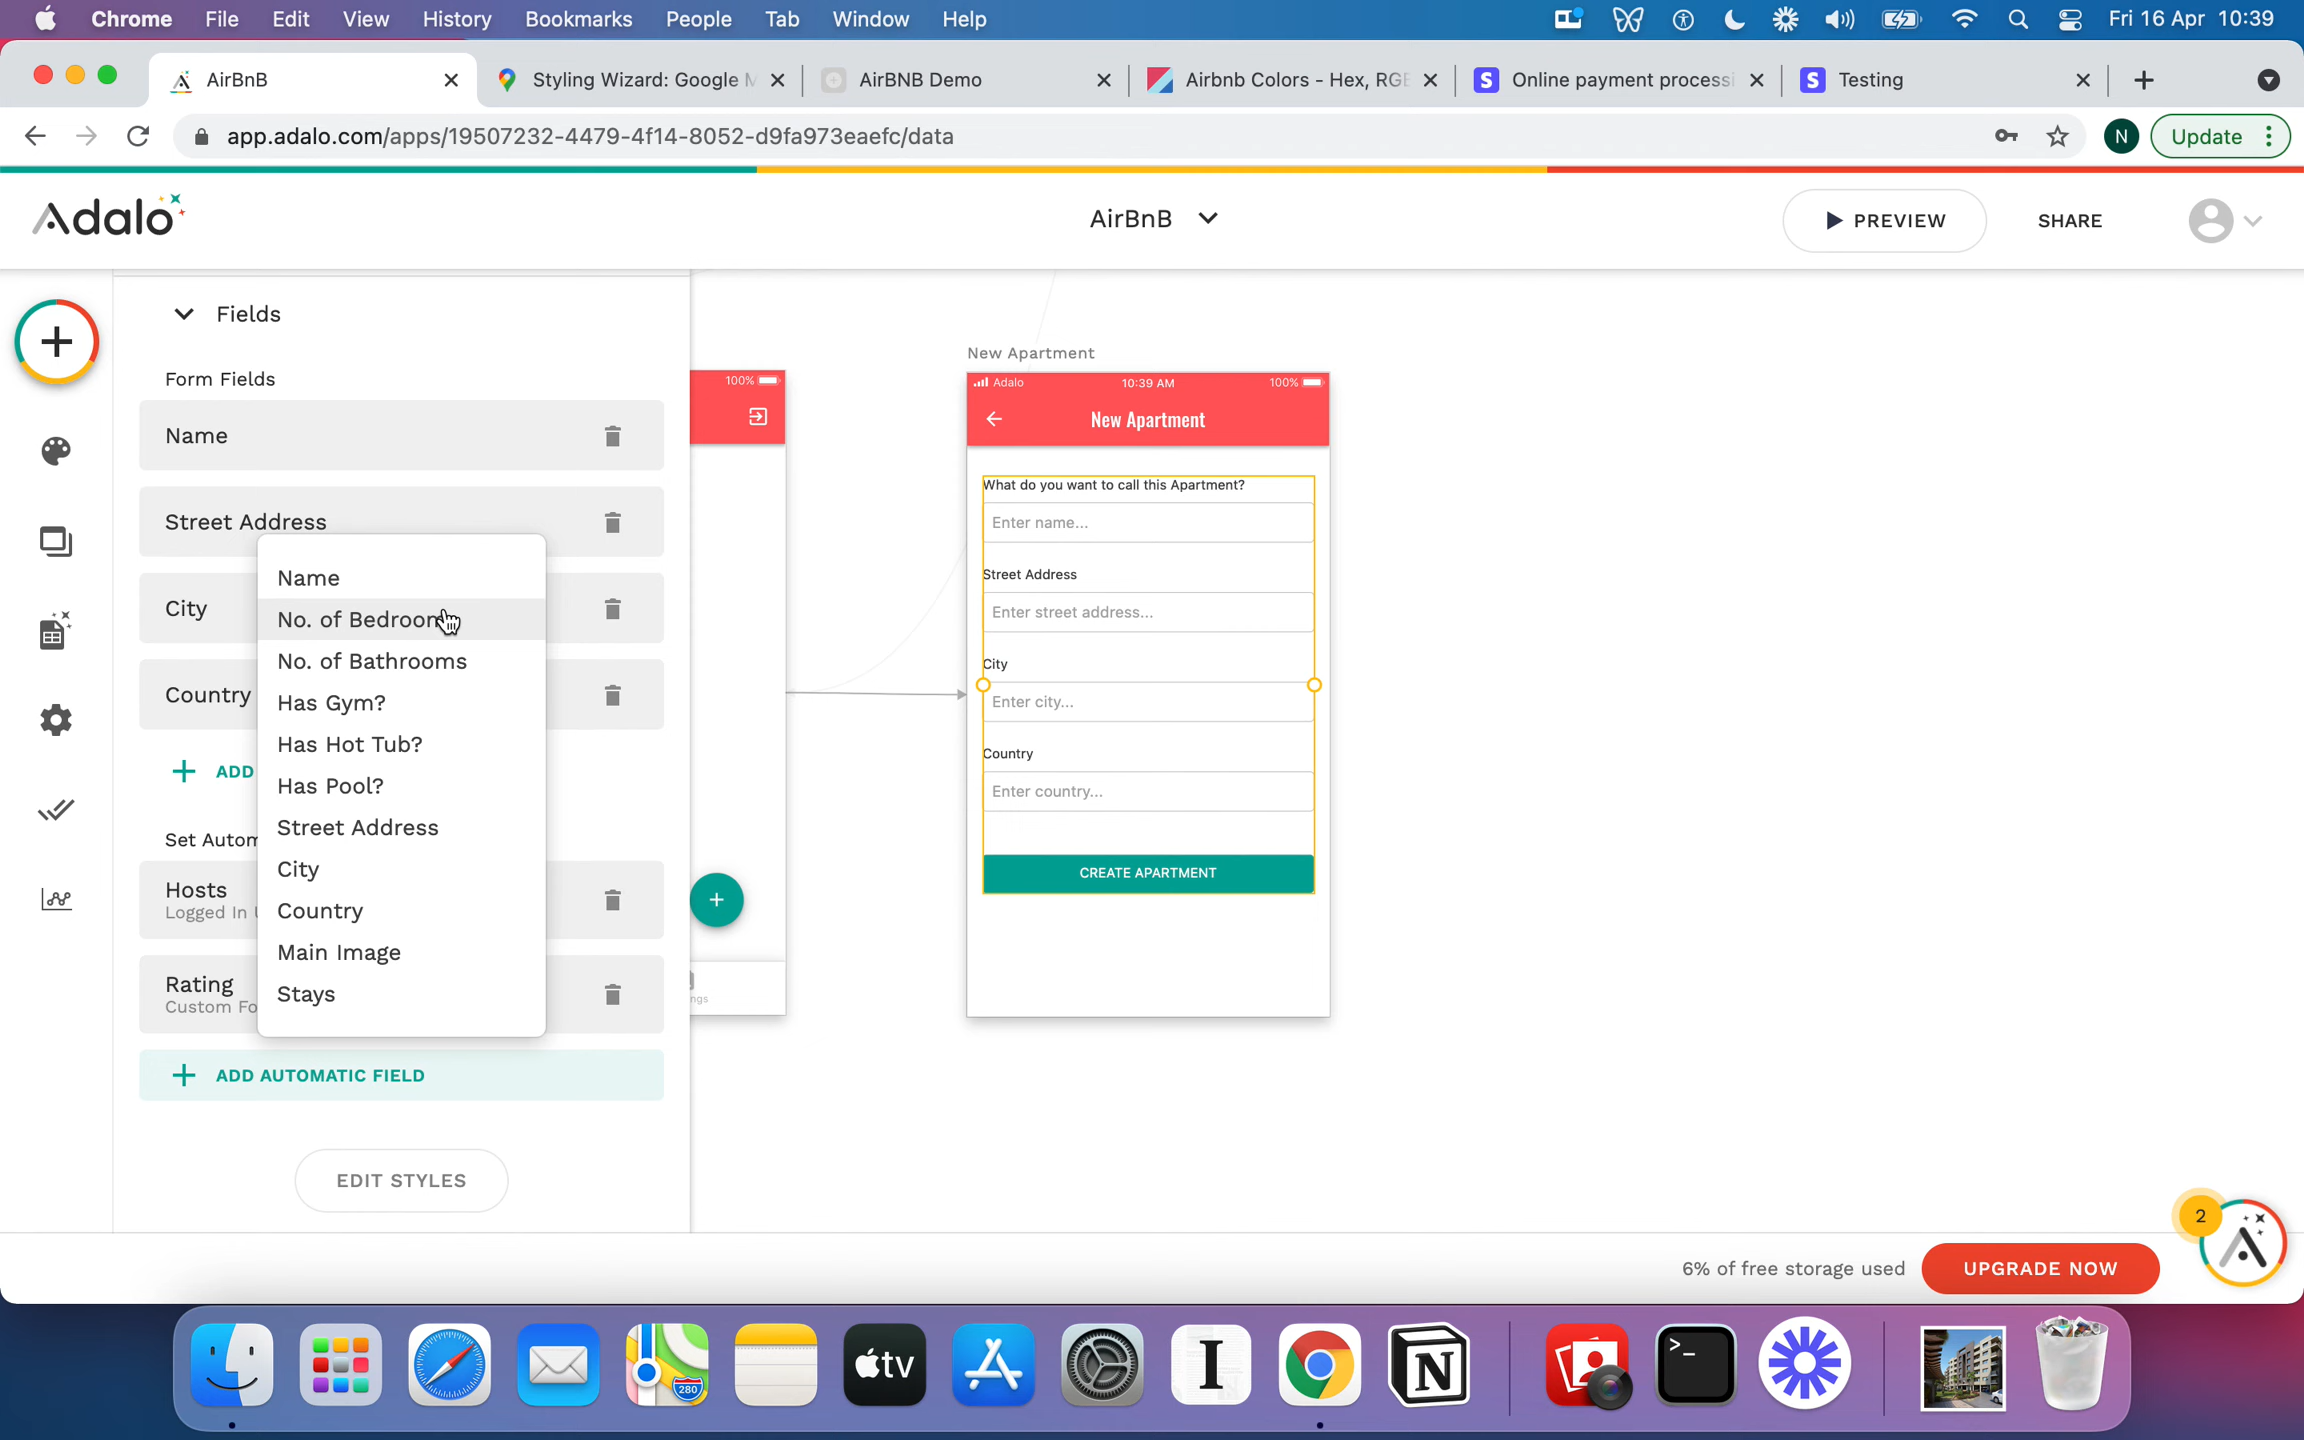 Chrome File Edit View History Bookmarks People Tab Window Help Fri 16 Apr 10:39
AirBnB Styling Wizard: Google M AirBNB Demo Airbnb Colors - Hex, RGB Online payment processi Testing
app.adalo.com/apps/19507232-4479-4f14-8052-d9fa973eaefc/data N Update
Adalo AirBnB PREVIEW SHARE
Fields
Form Fields
Name
Street Address
City
Country
ADD
Set Autom
Hosts
Logged In
Rating
Custom Fo
ADD AUTOMATIC FIELD
EDIT STYLES
Name
No. of Bedroom
No. of Bathrooms
Has Gym?
Has Hot Tub?
Has Pool?
Street Address
City
Country
Main Image
Stays
100%
ngs
New Apartment
Adalo 10:39 AM 100%
New Apartment
What do you want to call this Apartment?
Enter name...
Street Address
Enter street address...
City
Enter city...
Country
Enter country...
CREATE APARTMENT
2
6% of free storage used UPGRADE NOW
280
tv